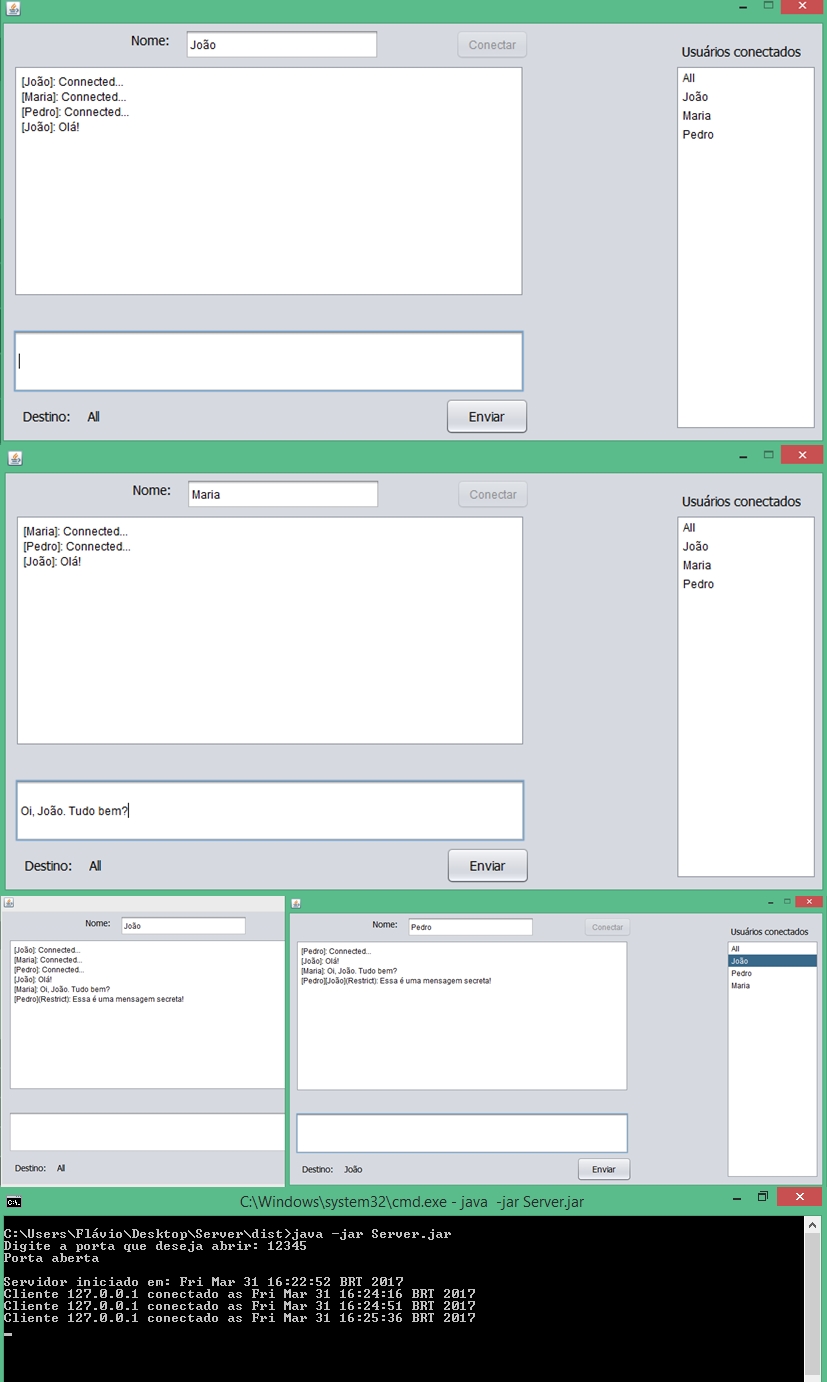 Nome: João Conectar
Usuários conectados
[João]: Connected...
[Maria]: Connected...
[Pedro]: Connected...
[João]: Olá!
All
João
Maria
Pedro
Destino: All Enviar
Nome: Maria Conectar
Usuários conectados
[Maria]: Connected...
[Pedro]: Connected...
[João]: Olá!
All
João
Maria
Pedro
Oi, João. Tudo bem?
Destino: All Enviar
Nome: João
[João]: Connected...
[Maria]: Connected...
[Pedro]: Connected...
[João]: Olá!
[Maria]: Oi, João. Tudo bem?
[Pedro](Restrict): Essa é uma mensagem secreta!
Destino: All
Nome: Pedro Conectar
Usuários conectados
[Pedro]: Connected...
[João]: Olá!
[Maria]: Oi, João. Tudo bem?
[Pedro][João](Restrict): Essa é uma mensagem secreta!
All
João
Pedro
Maria
Destino: João Enviar
C:\Windows\system32\cmd.exe - java  -jar Server.jar
C:\Users\Flávio\Desktop\Server\dist>java -jar Server.jar
Digite a porta que deseja abrir: 12345
Porta aberta
Servidor iniciado em: Fri Mar 31 16:22:52 BRT 2017
Cliente 127.0.0.1 conectado as Fri Mar 31 16:24:16 BRT 2017
Cliente 127.0.0.1 conectado as Fri Mar 31 16:24:51 BRT 2017
Cliente 127.0.0.1 conectado as Fri Mar 31 16:25:36 BRT 2017